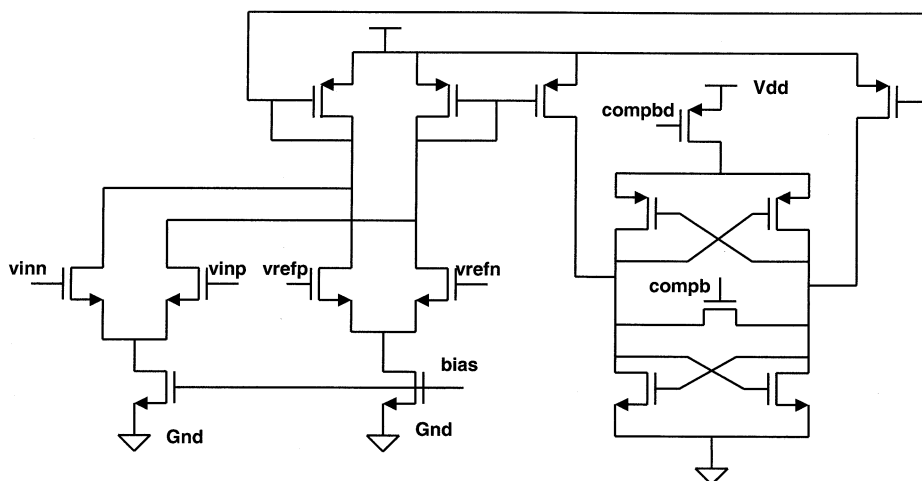 Vdd
compbd
vinn
vinp
vrefp
vrefn
compb
bias
Gnd
Gnd